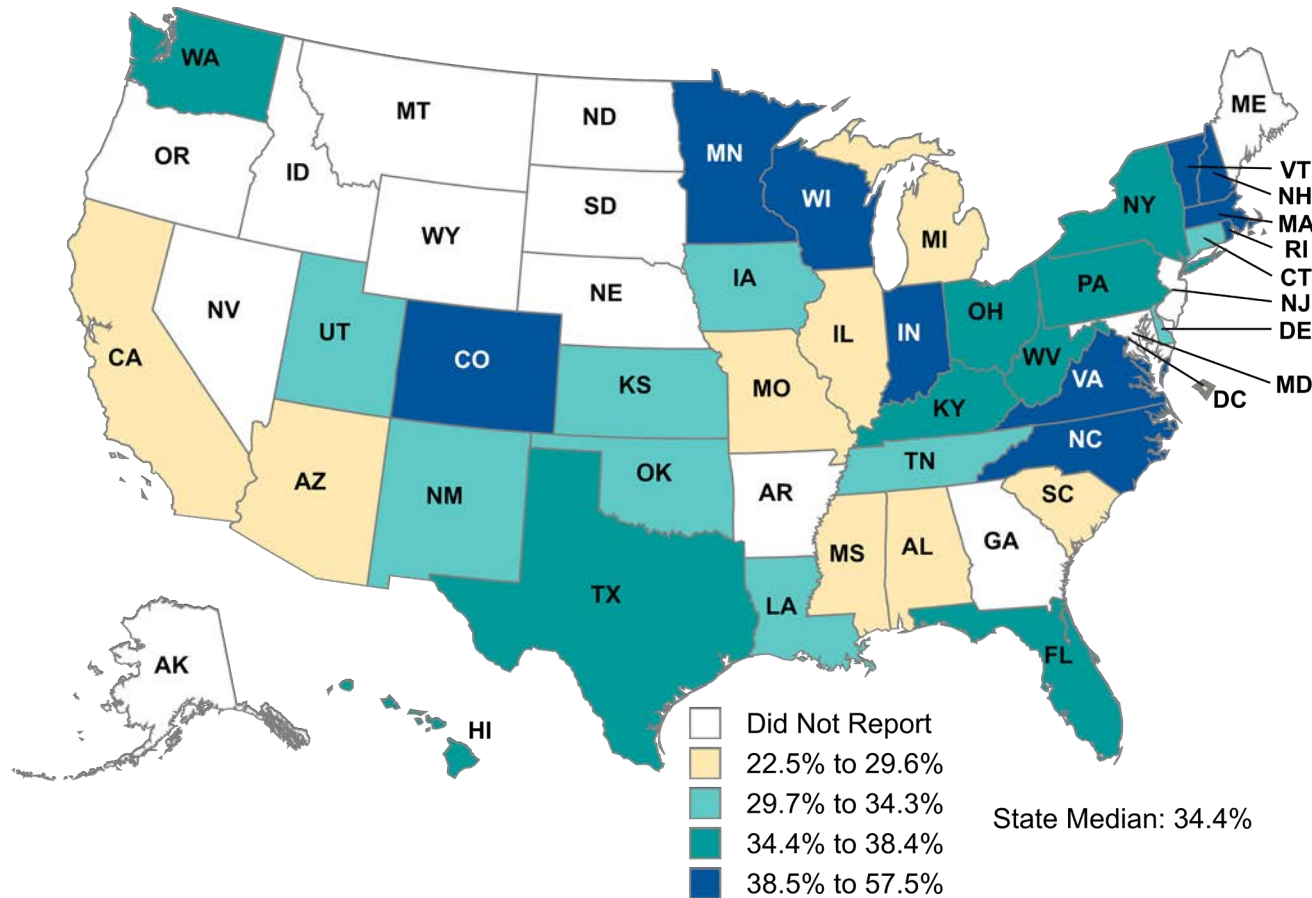 WA
MT
ND
ME
OR
ID
MN
VT
NH
SD
WI
NY
MA
WY
MI
RI
CT
IA
PA
NE
NJ
NV
OH
DE
UT
IL
IN
CA
CO
WV
VA
MD
KS
MO
DC
KY
NC
TN
OK
AZ
NM
AR
SC
GA
MS
AL
TX
LA
FL
AK
HI
Did Not Report
22.5% to 29.6%
29.7% to 34.3%
State Median: 34.4%
34.4% to 38.4%
38.5% to 57.5%